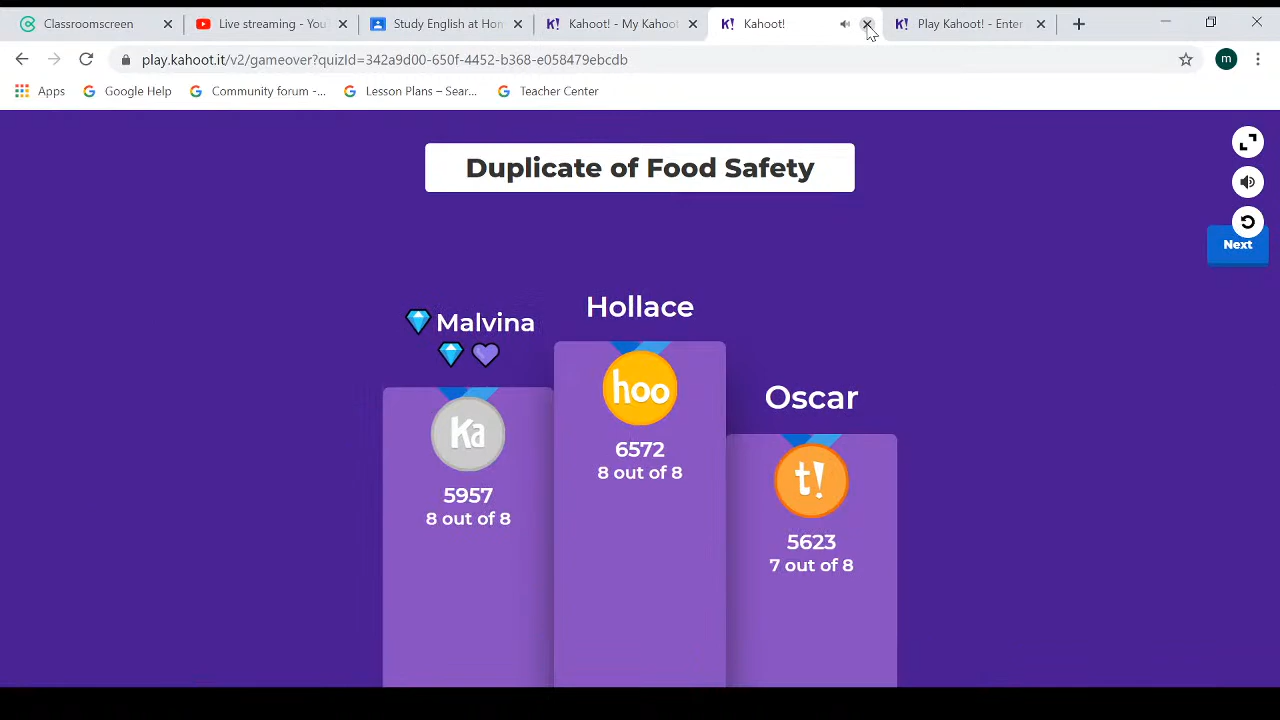 Classroomscreen
Live streaming - You
Study English at Hom
K! Kahoot! - My Kahoot
K! Kahoot!
K! Play Kahoot! - Enter
play.kahoot.it/v2/gameover?quizId=342a9d00-650f-4452-b368-e058479ebcdb
m
Apps
Google Help
Community forum -...
Lesson Plans – Sear...
Teacher Center
Duplicate of Food Safety
Next
Hollace
💎 Malvina
💎 💜
Oscar
hoo
Ka
6572
8 out of 8
t!
5957
8 out of 8
5623
7 out of 8